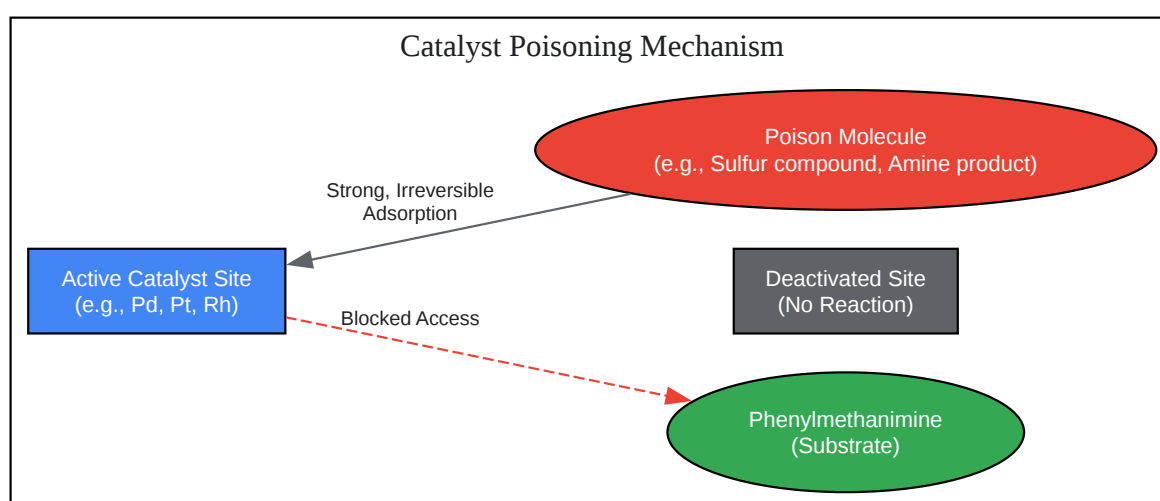 Catalyst Poisoning Mechanism
Poison Molecule
(e.g., Sulfur compound, Amine product)
Strong, Irreversible
Adsorption
Active Catalyst Site
(e.g., Pd, Pt, Rh)
Deactivated Site
(No Reaction)
Blocked Access
Phenylmethanimine
(Substrate)